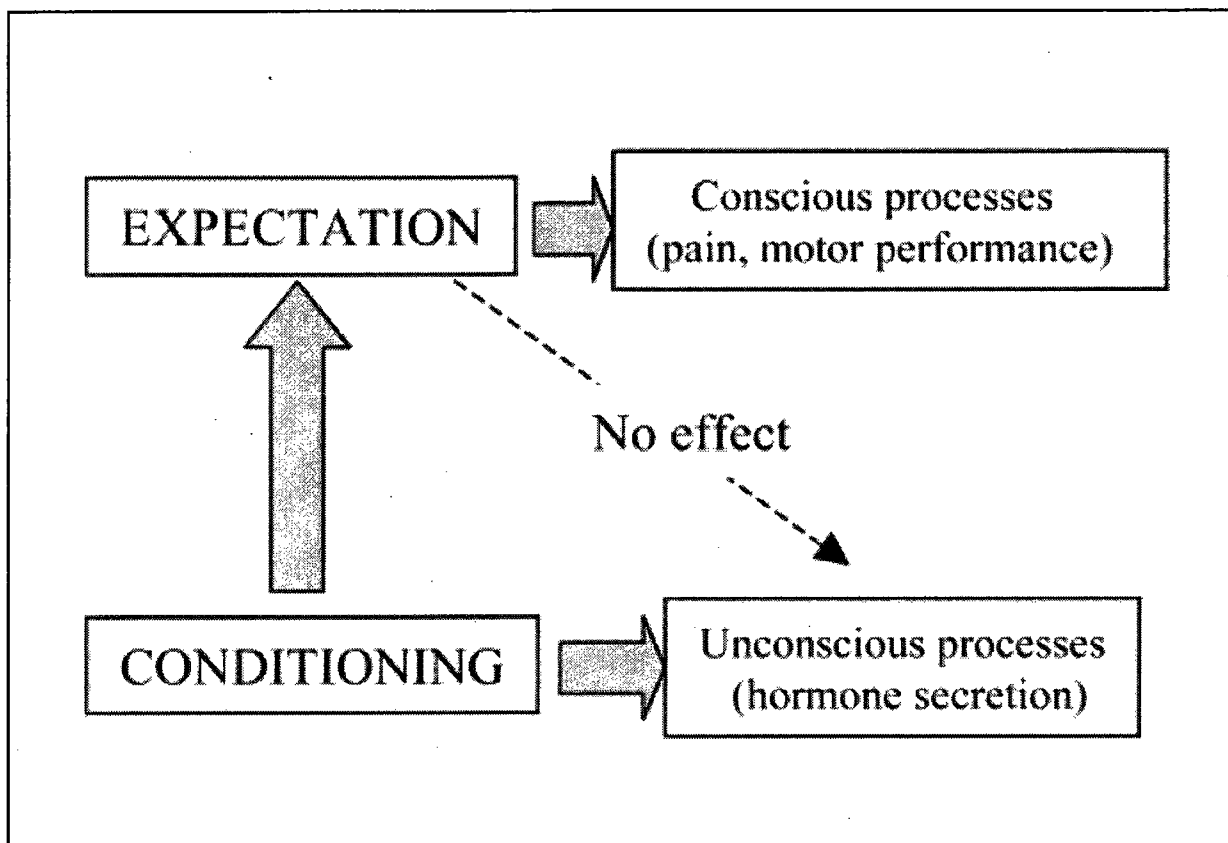 EXPECTATION
Conscious processes
(pain, motor performance)
No effect
CONDITIONING
Unconscious processes
(hormone secretion)